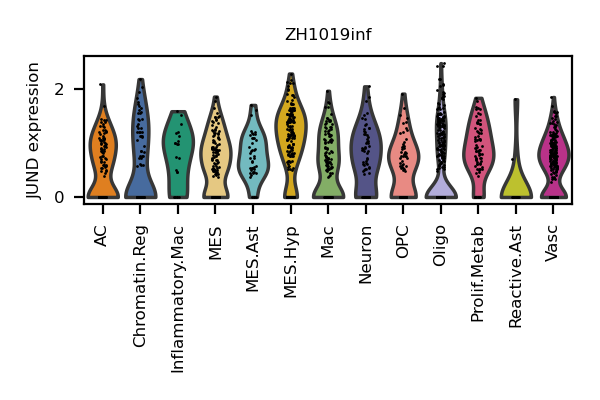 ZH1019inf
JUND expression
2
0
AC
Chromatin.Reg
Inflammatory.Mac
MES
MES.Ast
MES.Hyp
Mac
Neuron
OPC
Oligo
Prolif.Metab
Reactive.Ast
Vasc